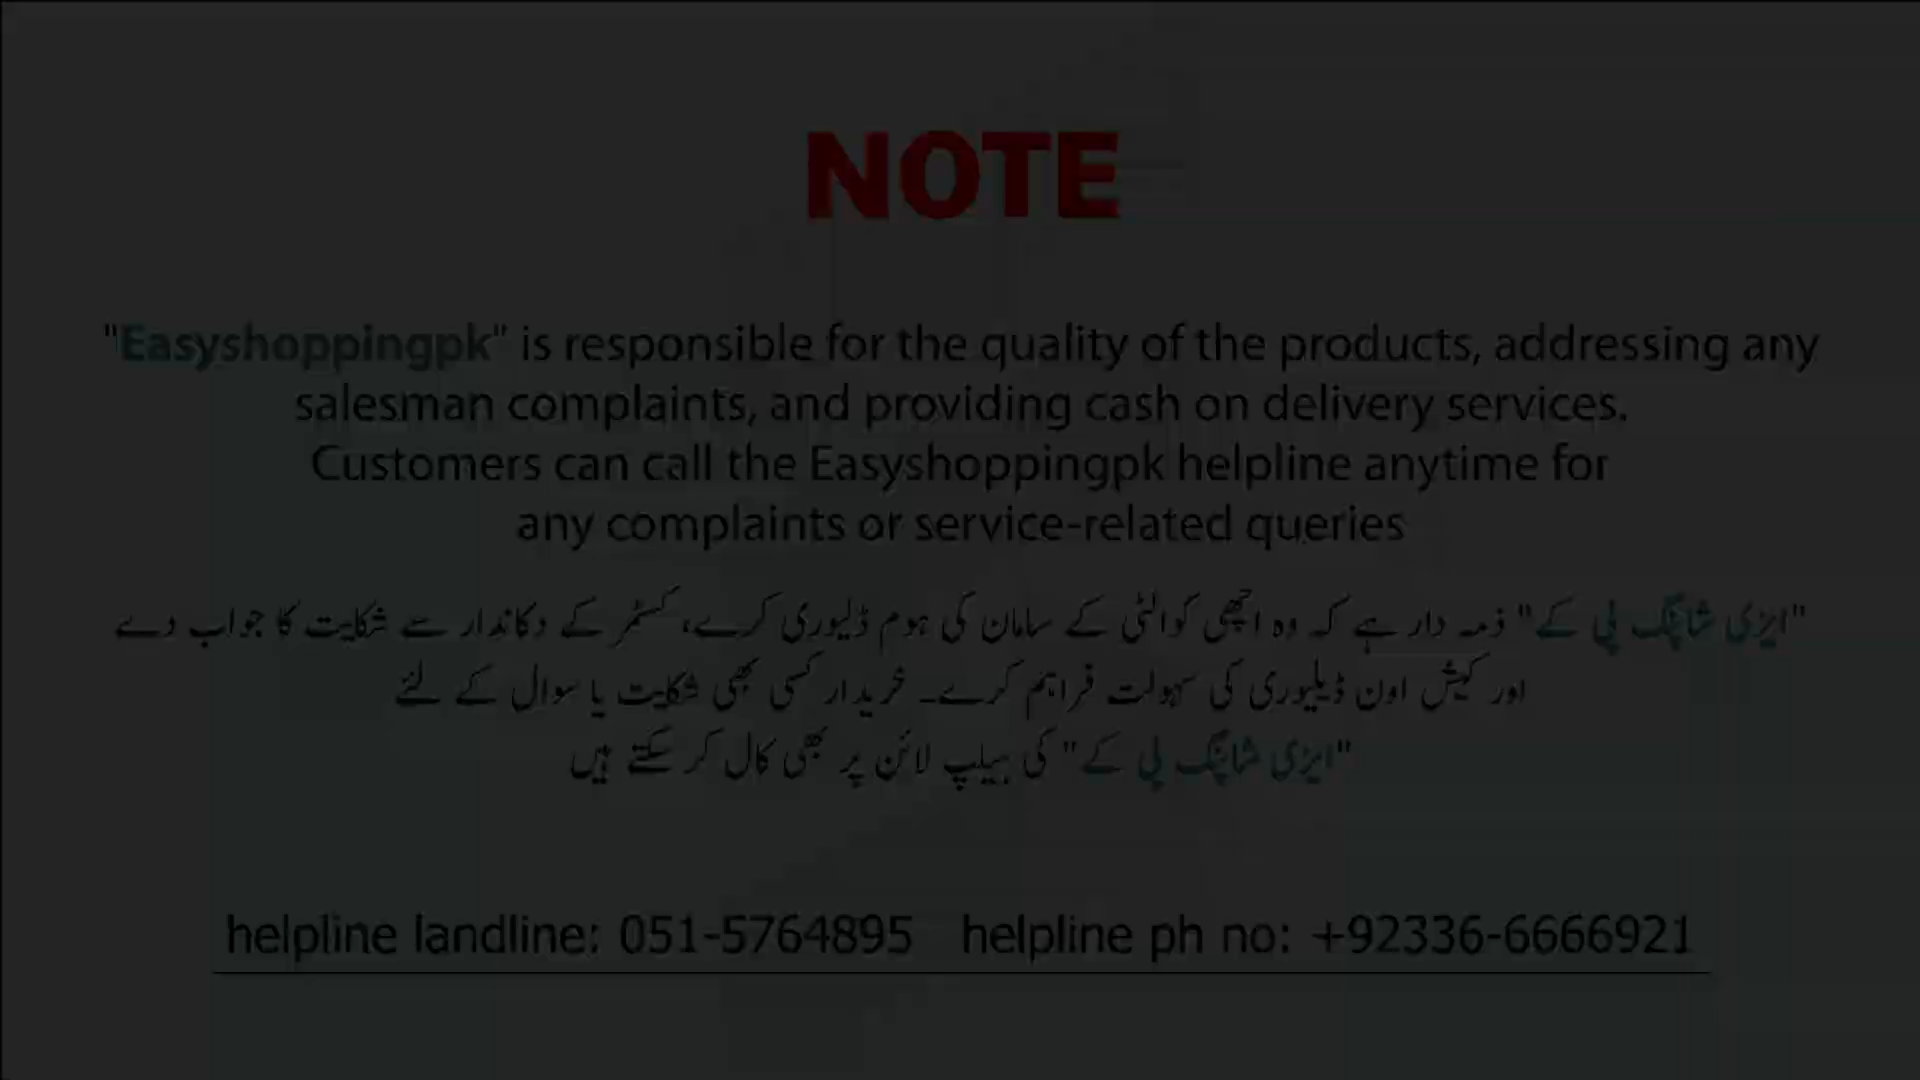 NOTE
"Easyshoppingpk" is responsible for the quality of the products, addressing any
salesman complaints, and providing cash on delivery services.
Customers can call the Easyshoppingpk helpline anytime for
any complaints or service-related queries
"ایزی شاپنگ پی کے" ذمہ دار ہے کہ وہ اچھی کوالٹی کے سامان کی ہوم ڈلیوری کرے،کسٹمر کے دکاندار سے شکایت کا جواب دے
اور کیش اون ڈیلیوری کی سہولت فراہم کرے۔ خریدار کسی بھی شکایت یا سوال کے لئے
"ایزی شاپنگ پی کے" کی ہیلپ لائن پر بھی کال کر سکتے ہیں
helpline landline: 051-5764895 helpline ph no: +92336-6666921